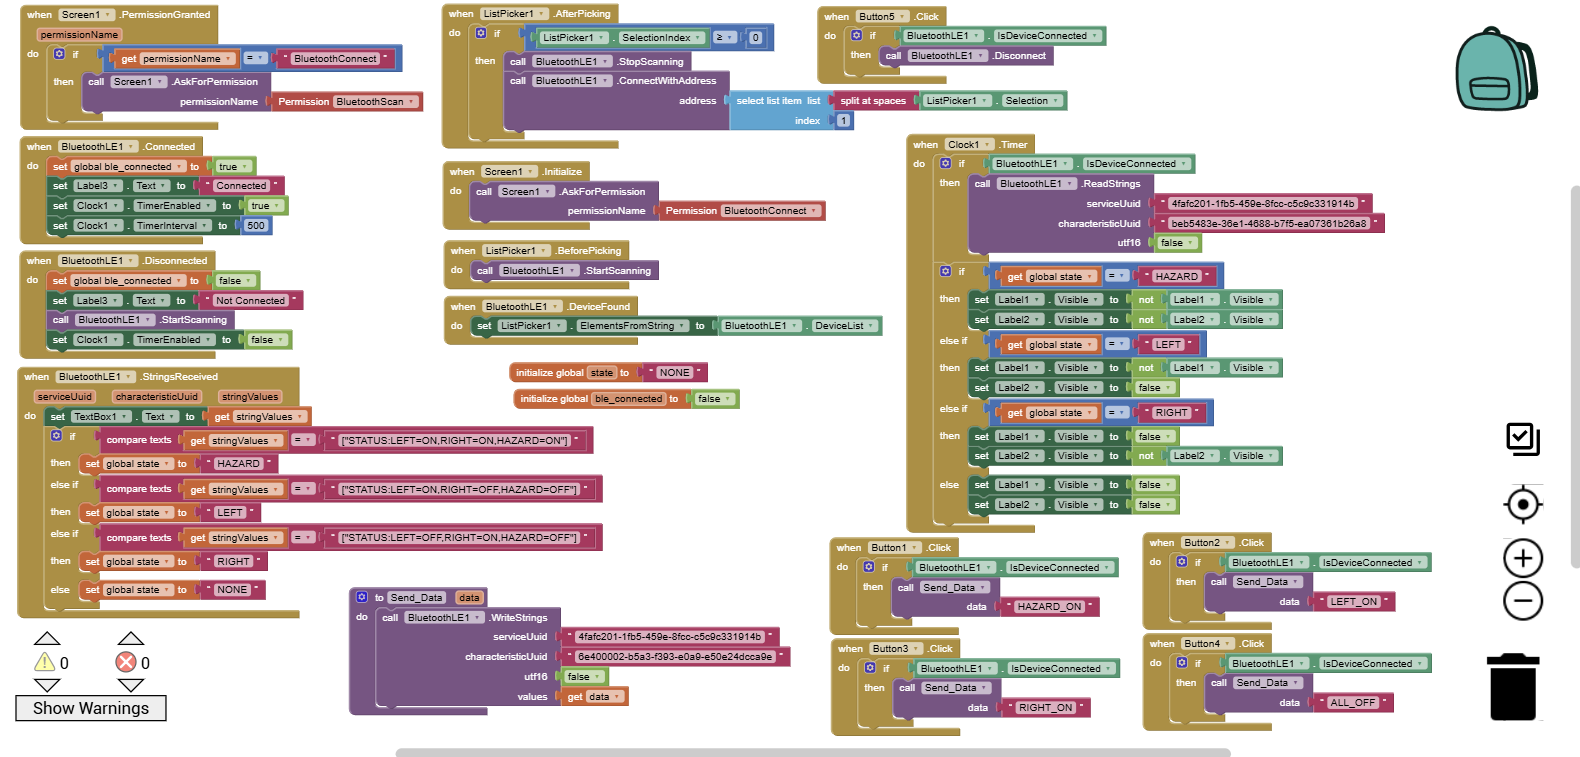 when Screen1 .PermissionGranted
permissionName
do if get permissionName = " BluetoothConnect "
then call Screen1 .AskForPermission
permissionName Permission BluetoothScan
when BluetoothLE1 .Connected
do set global ble_connected to true
set Label3 . Text to " Connected "
set Clock1 . TimerEnabled to true
set Clock1 . TimerInterval to 500
when BluetoothLE1 .Disconnected
do set global ble_connected to false
set Label3 . Text to " Not Connected "
call BluetoothLE1 .StartScanning
set Clock1 . TimerEnabled to false
when BluetoothLE1 .StringsReceived
serviceUuid characteristicUuid stringValues
do set TextBox1 . Text to get stringValues
if compare texts get stringValues = " ["STATUS:LEFT=ON,RIGHT=ON,HAZARD=ON"] "
then set global state to " HAZARD "
else if compare texts get stringValues = " ["STATUS:LEFT=ON,RIGHT=OFF,HAZARD=OFF"] "
then set global state to " LEFT "
else if compare texts get stringValues = " ["STATUS:LEFT=OFF,RIGHT=ON,HAZARD=OFF"] "
then set global state to " RIGHT "
else set global state to " NONE "
when ListPicker1 .AfterPicking
do if ListPicker1 . SelectionIndex ≥ 0
then call BluetoothLE1 .StopScanning
call BluetoothLE1 .ConnectWithAddress
address select list item list split at spaces ListPicker1 . Selection
index 1
when Screen1 .Initialize
do call Screen1 .AskForPermission
permissionName Permission BluetoothConnect
when ListPicker1 .BeforePicking
do call BluetoothLE1 .StartScanning
when BluetoothLE1 .DeviceFound
do set ListPicker1 . ElementsFromString to BluetoothLE1 . DeviceList
initialize global state to " NONE "
initialize global ble_connected to false
to Send_Data data
do call BluetoothLE1 .WriteStrings
serviceUuid " 4fafc201-1fb5-459e-8fcc-c5c9c331914b "
characteristicUuid " 6e400002-b5a3-f393-e0a9-e50e24dcca9e "
utf16 false
values get data
when Button5 .Click
do if BluetoothLE1 . IsDeviceConnected
then call BluetoothLE1 .Disconnect
when Clock1 .Timer
do if BluetoothLE1 . IsDeviceConnected
then call BluetoothLE1 .ReadStrings
serviceUuid " 4fafc201-1fb5-459e-8fcc-c5c9c331914b "
characteristicUuid " beb5483e-36e1-4688-b7f5-ea07361b26a8 "
utf16 false
if get global state = " HAZARD "
then set Label1 . Visible to not Label1 . Visible
set Label2 . Visible to not Label2 . Visible
else if get global state = " LEFT "
then set Label1 . Visible to not Label1 . Visible
set Label2 . Visible to false
else if get global state = " RIGHT "
then set Label1 . Visible to false
set Label2 . Visible to not Label2 . Visible
else set Label1 . Visible to false
set Label2 . Visible to false
when Button1 .Click
do if BluetoothLE1 . IsDeviceConnected
then call Send_Data
data " HAZARD_ON "
when Button2 .Click
do if BluetoothLE1 . IsDeviceConnected
then call Send_Data
data " LEFT_ON "
when Button3 .Click
do if BluetoothLE1 . IsDeviceConnected
then call Send_Data
data " RIGHT_ON "
when Button4 .Click
do if BluetoothLE1 . IsDeviceConnected
then call Send_Data
data " ALL_OFF "
0 0
Show Warnings